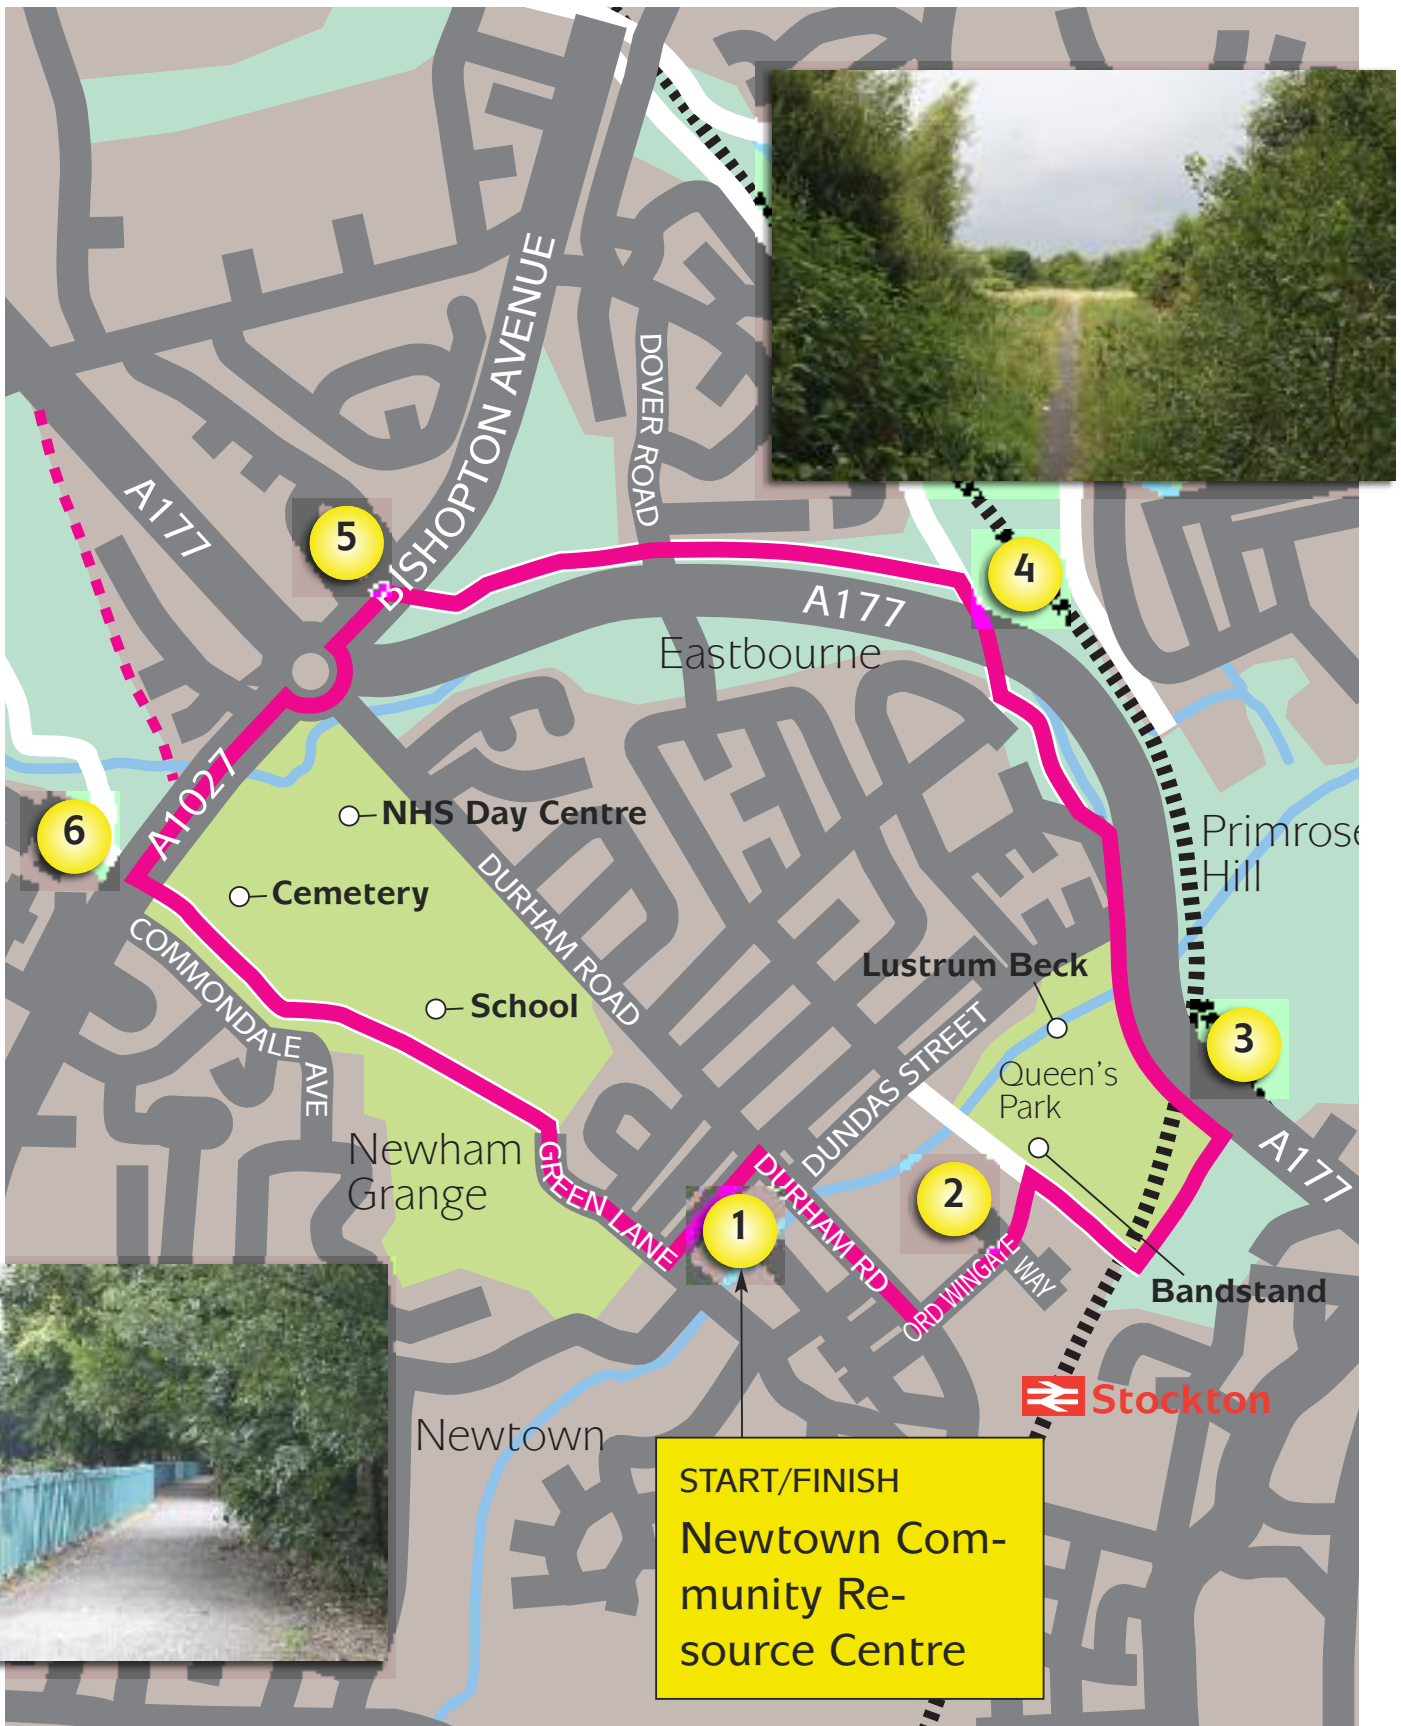 BISHOPTON AVENUE
DOVER ROAD
A177
5
4
A177
Eastbourne
A1027
6
NHS Day Centre
Cemetery
DURHAM ROAD
Primrose
Hill
COMMONDALE
AVE
School
Lustrum Beck
DUNDAS STREET
3
Queen's
Park
A177
Newham
Grange
GREEN LANE
1
DURHAM RD
2
ORD WINGATE
WAY
Bandstand
Stockton
Newtown
START/FINISH
Newtown Com-
munity Re-
source Centre